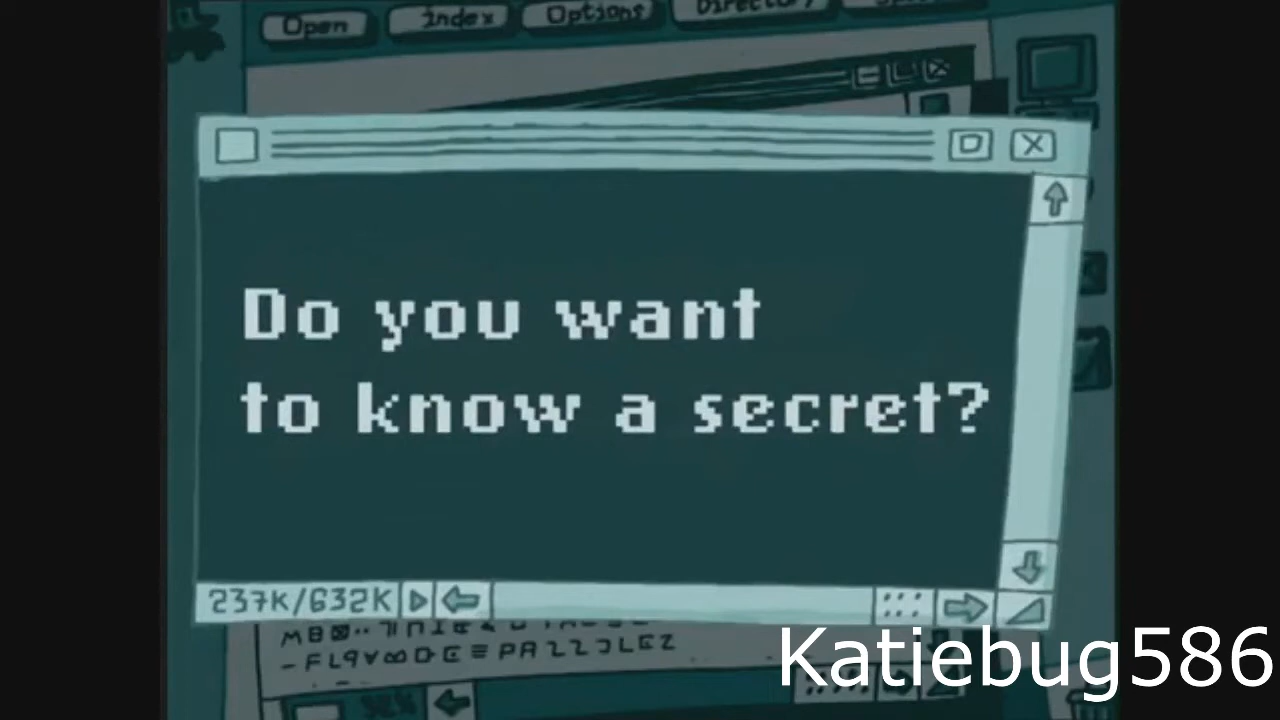 Open Index Options Directory
Do you want
to know a secret?
237K/632K
Katiebug586